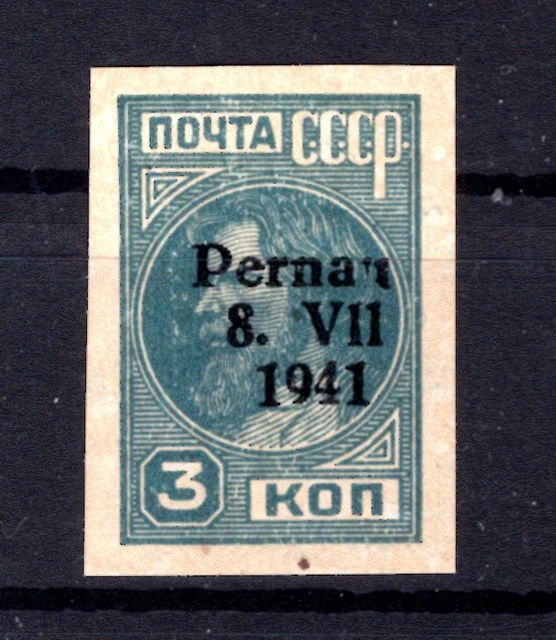 ПОЧТА СССР
Pernau
8. VII
1941
3 КОП